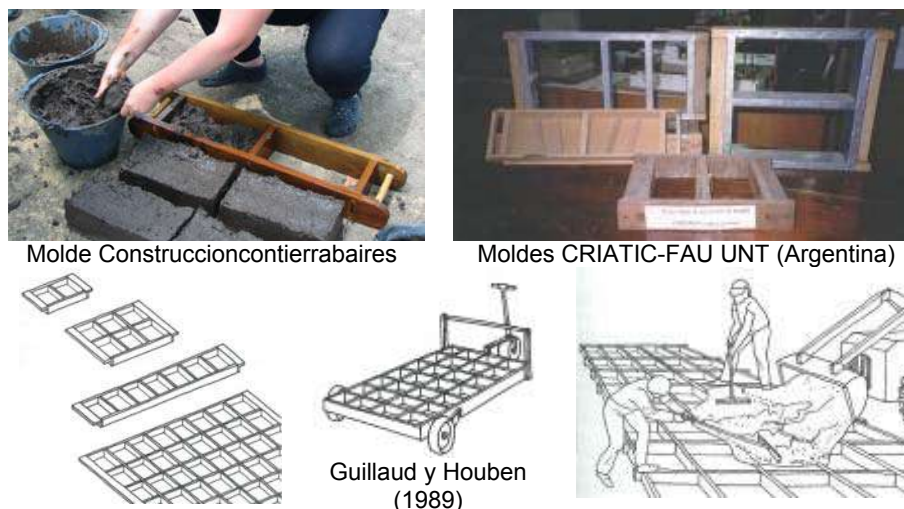 Molde Construccioncontierrabaires
Moldes CRIATIC-FAU UNT (Argentina)
Guillaud y Houben
(1989)